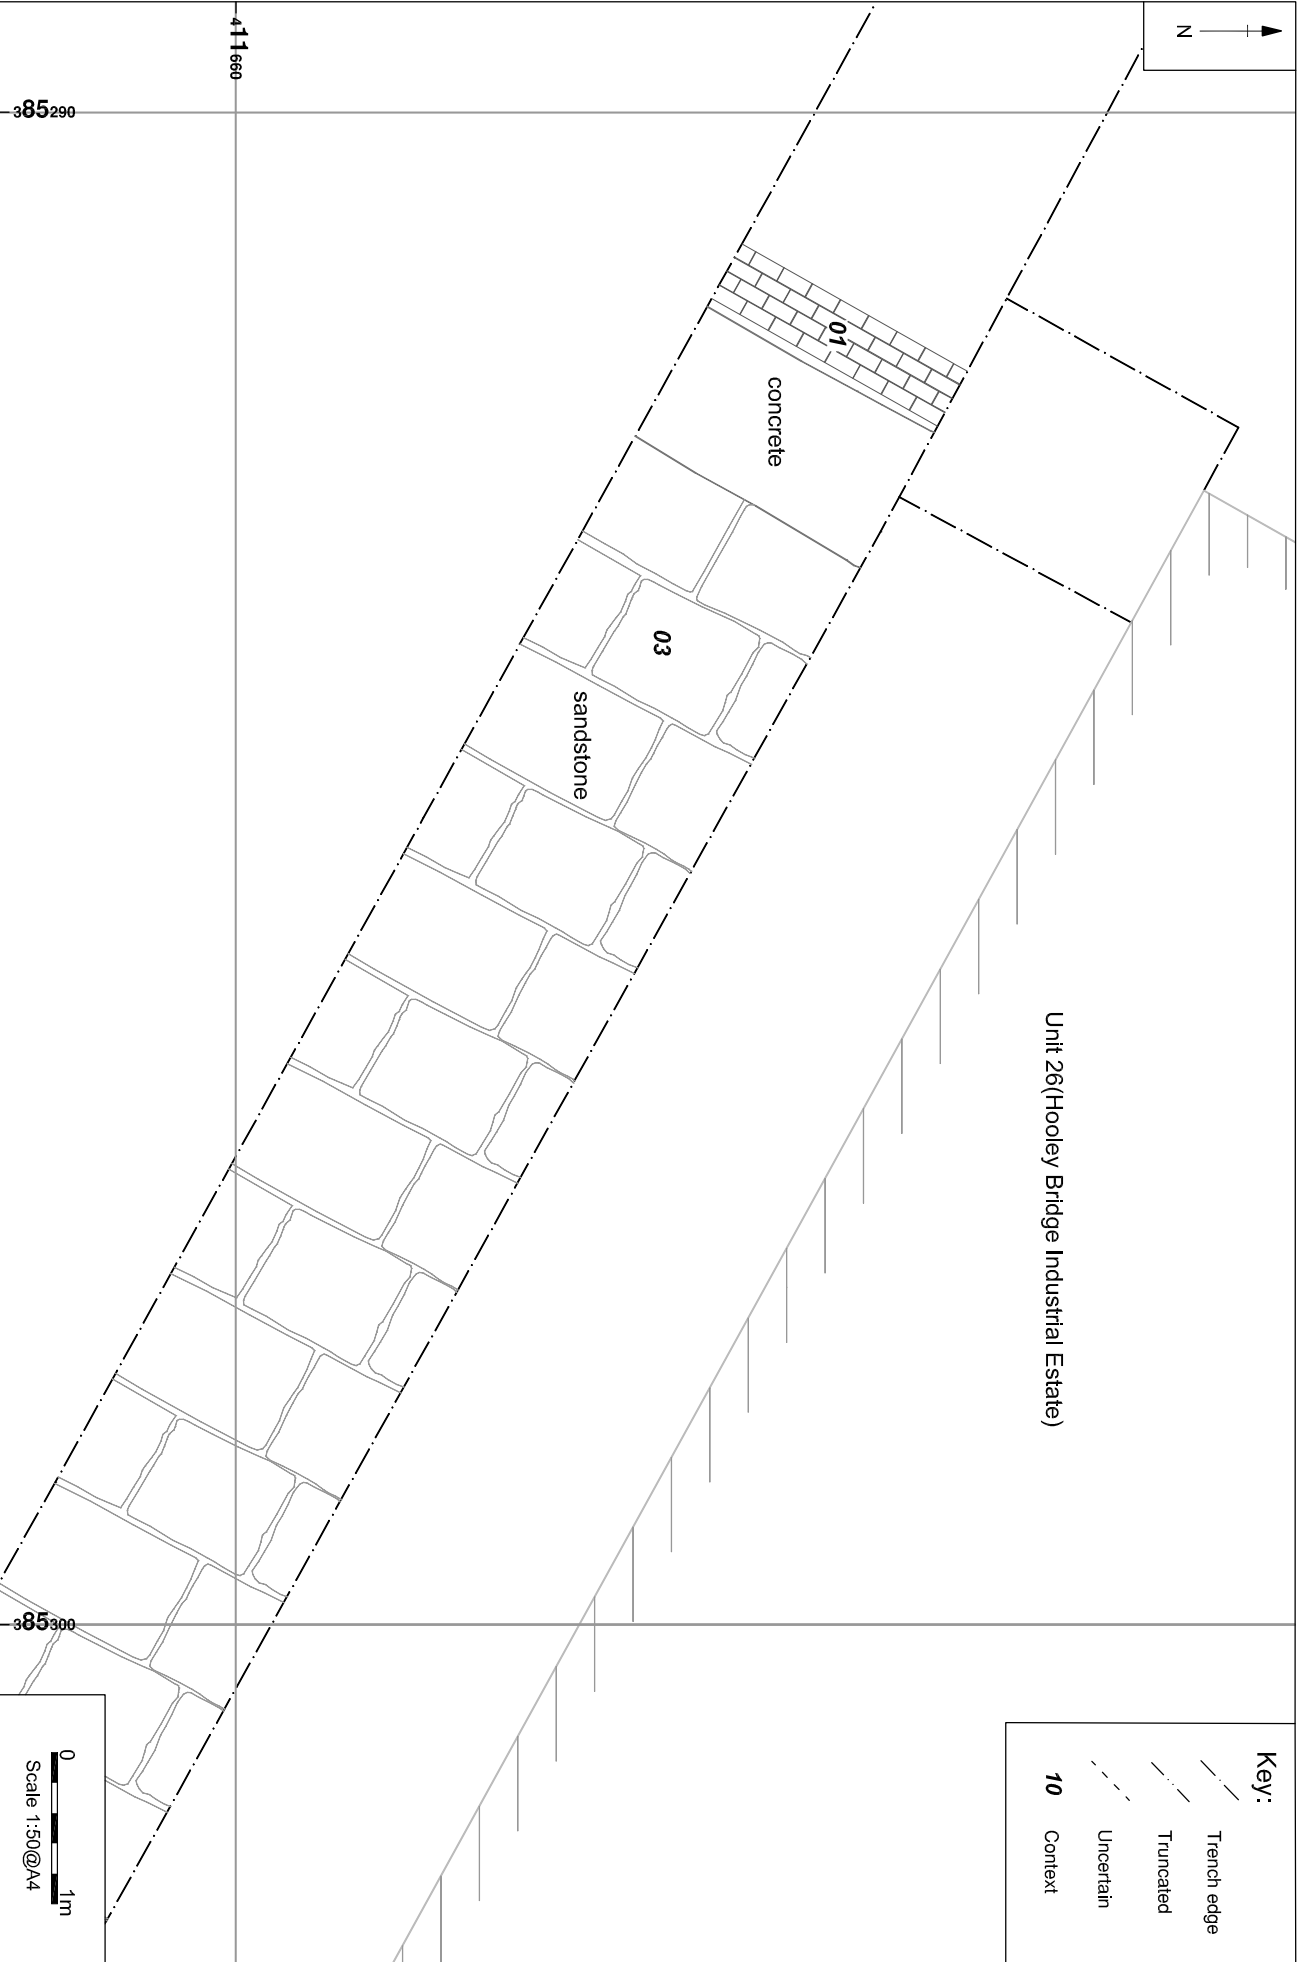 N
411660
385290
01
concrete
03
sandstone
Unit 26(Hooley Bridge Industrial Estate)
385300
Key:
Trench edge
Truncated
Uncertain
10 Context
0 1m
Scale 1:50@A4